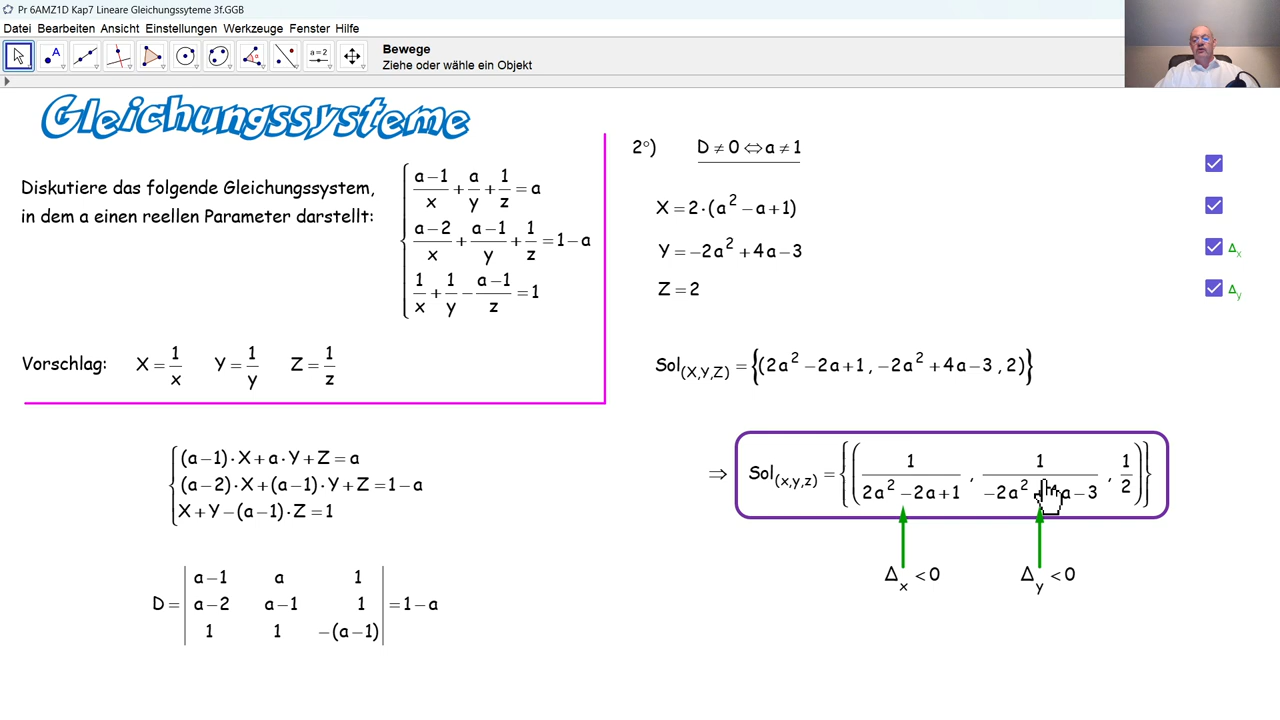 Pr 6AMZ1D Kap7 Lineare Gleichungssyteme 3f.GGB
Datei Bearbeiten Ansicht Einstellungen Werkzeuge Fenster Hilfe
A
a=2
Bewege
Ziehe oder wähle ein Objekt
Gleichungssysteme
Diskutiere das folgende Gleichungssystem,
in dem a einen reellen Parameter darstellt:
(a−1)/x + a/y + 1/z = a
(a−2)/x + (a−1)/y + 1/z = 1−a
1/x + 1/y − (a−1)/z = 1
Vorschlag: X = 1/x Y = 1/y Z = 1/z
(a−1)·X+a·Y+Z=a
(a−2)·X+(a−1)·Y+Z=1−a
X+Y−(a−1)·Z=1
D = | a−1 a 1 |
| a−2 a−1 1 | = 1−a
| 1 1 −(a−1) |
2°) D ≠ 0 ⇔ a ≠ 1
X = 2·(a² −a+1)
Y = −2a² +4a−3
Z = 2
Δx
Δy
Sol(X,Y,Z) = {(2a² −2a+1, −2a² +4a−3, 2)}
⇒ Sol(x,y,z) = {(1/(2a² −2a+1), 1/(−2a² a−3), 1/2)}
Δx < 0 Δy < 0